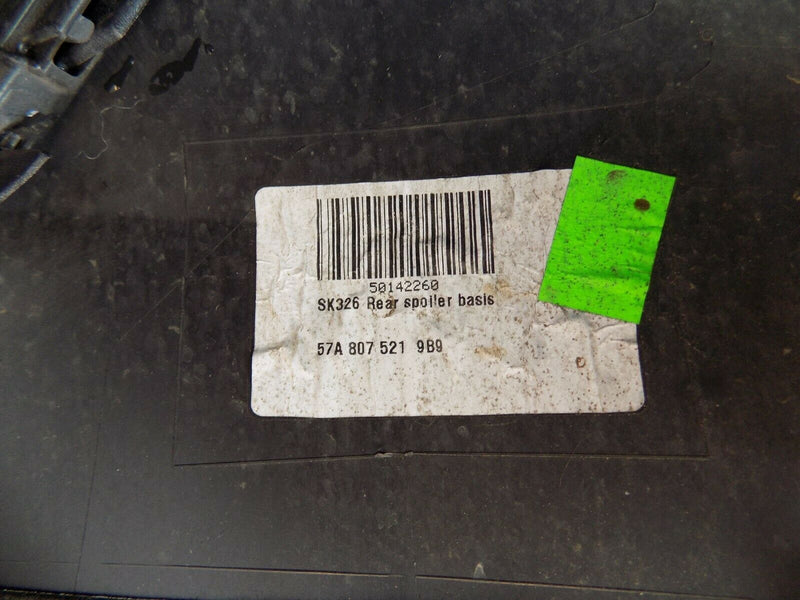 50142260
SK326 Rear spoiler basis
57A 807 521 9B9